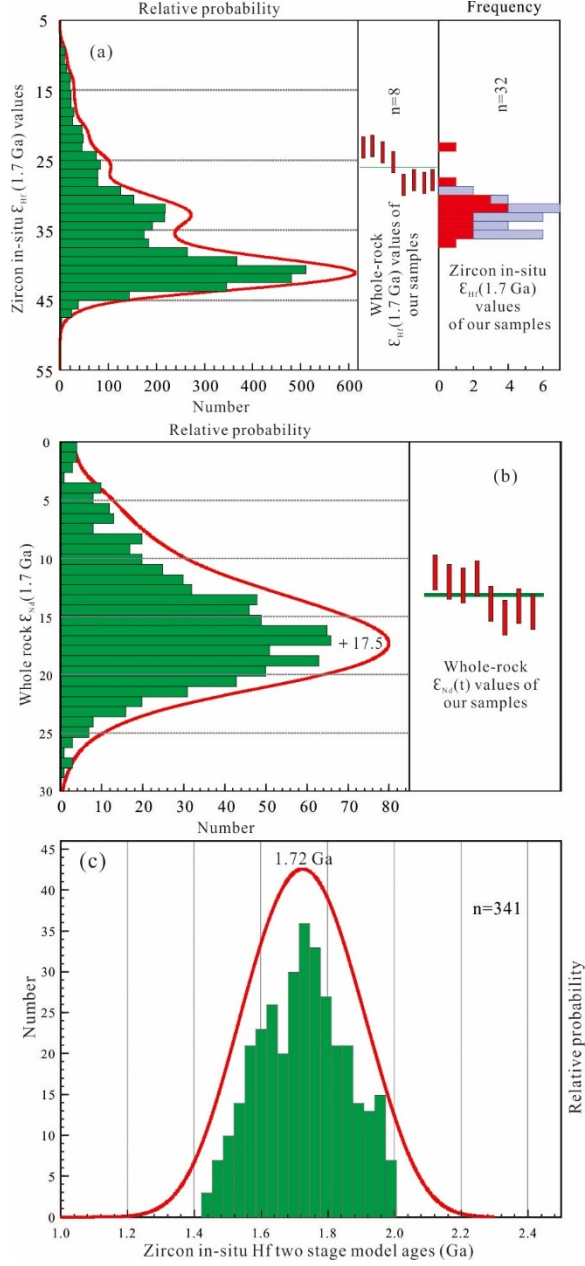 Relative probability
Frequency
5
15
25
35
45
55
Zircon in-situ εHf (1.7 Ga) values
(a)
0 100 200 300 400 500 600
Number
n=8
Whole-rock
εHf(1.7 Ga) values of
our samples
n=32
Zircon in-situ
εHf(1.7 Ga)
values
of our samples
0 2 4 6
Relative probability
0
5
10
15
20
25
30
Whole rock εNd(1.7 Ga)
+ 17.5
0 10 20 30 40 50 60 70 80
Number
(b)
Whole-rock
εNd(t) values of
our samples
45
40
35
30
25
20
15
10
5
0
Number
(c)
1.72 Ga
n=341
Relative probability
1.0 1.2 1.4 1.6 1.8 2.0 2.2 2.4
Zircon in-situ Hf two stage model ages (Ga)